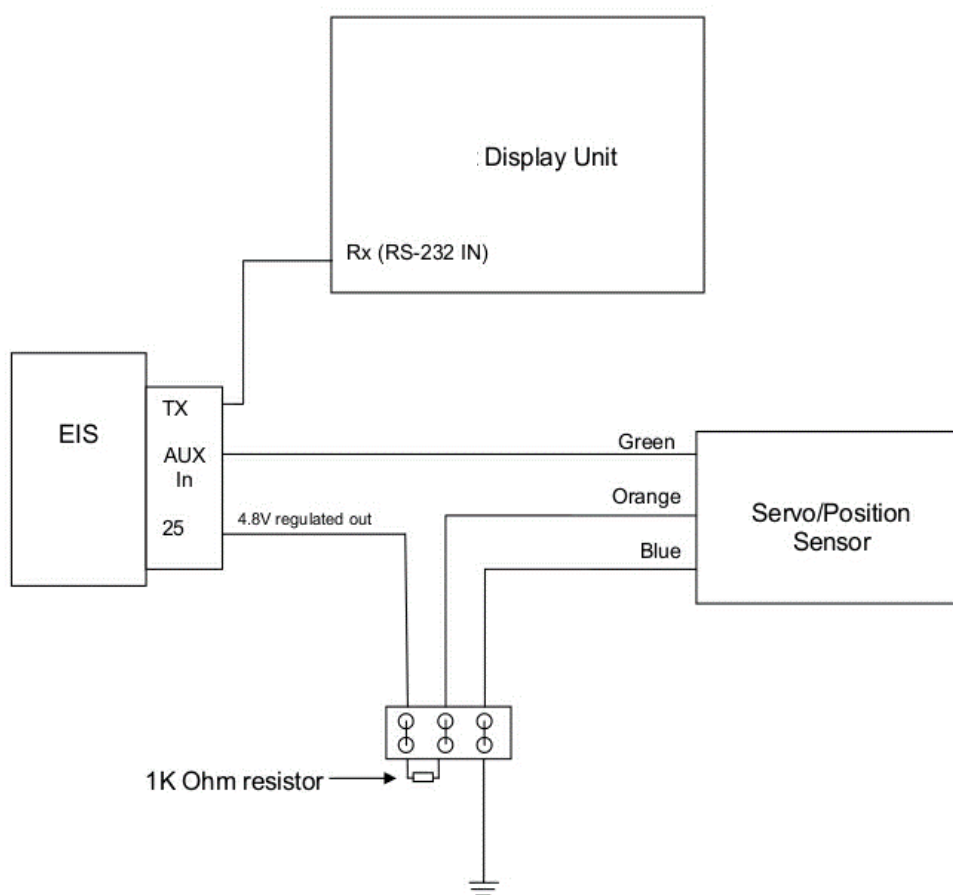 Display Unit
Rx (RS-232 IN)
EIS
TX
AUX
In
25
4.8V regulated out
Green
Orange
Blue
Servo/Position
Sensor
1K Ohm resistor